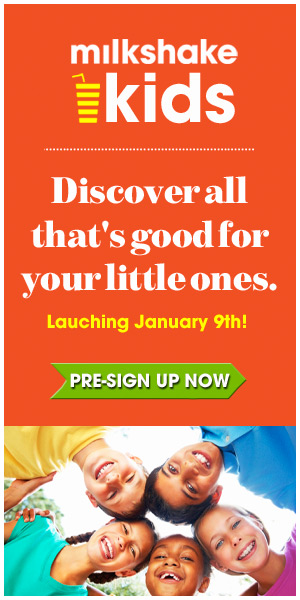 milkshake
kids
Discover all
that's good for
your little ones.
Lauching January 9th!
PRE-SIGN UP NOW